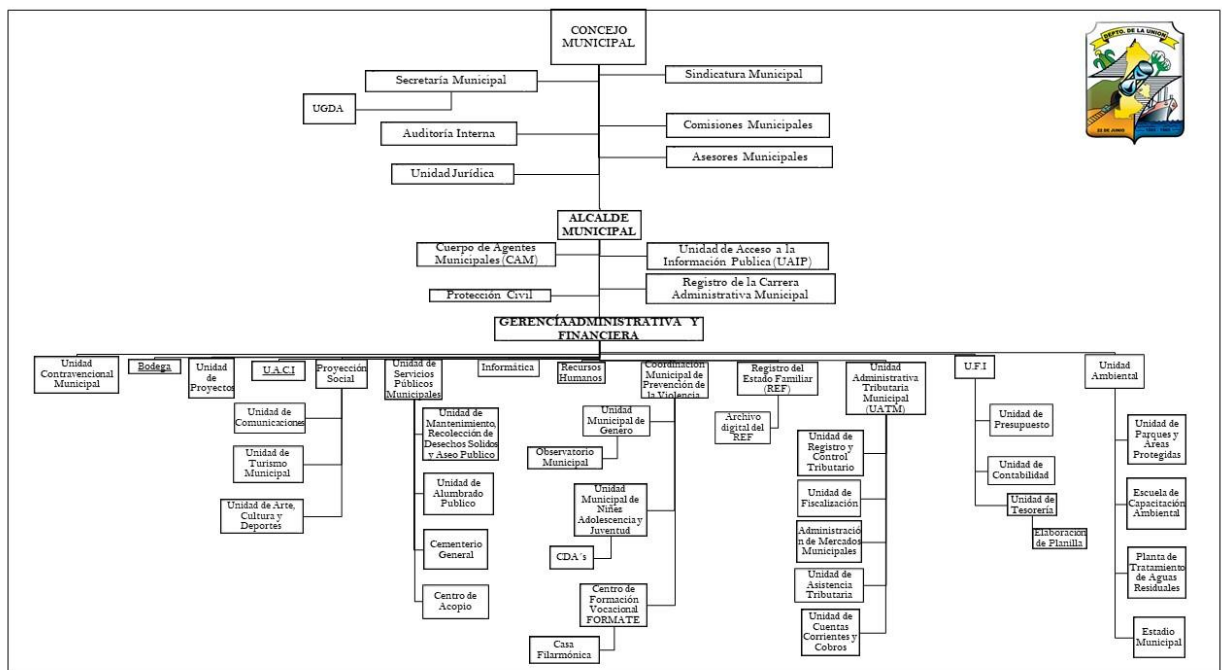 CONCEJO
MUNICIPAL
DEPTO. DE LA UNION
22 DE JUNIO
Secretaría Municipal
Sindicatura Municipal
UGDA
Auditoría Interna
Comisiones Municipales
Asesores Municipales
Unidad Jurídica
ALCALDE
MUNICIPAL
Cuerpo de Agentes
Municipales (CAM)
Unidad de Acceso a la
Información Publica (UAIP)
Protección Civil
Registro de la Carrera
Administrativa Municipal
GERENCÍAADMINISTRATIVA Y
FINANCIERA
Unidad
Contravencional
Municipal
Bodega
Unidad
de
Proyectos
U.A.C.I
Proyección
Social
Unidad de
Servicios
Públicos
Municipales
Informática
Recursos
Humanos
Coordinación
Municipal de
Prevención de
la Violencia
Registro del
Estado Familiar
(REF)
Unidad
Administrativa
Tributaria
Municipal
(UATM)
U.F.I
Unidad
Ambiental
Unidad de
Comunicaciones
Unidad de
Turismo
Municipal
Unidad de Arte,
Cultura y
Deportes
Unidad de
Mantenimiento,
Recolección de
Desechos Solidos
y Aseo Publico
Unidad de
Alumbrado
Publico
Cementerio
General
Centro de
Acopio
Unidad
Municipal de
Genero
Observatorio
Municipal
Unidad
Municipal de
Niñez
Adolescencia y
Juventud
CDA´s
Centro de
Formación
Vocacional
FORMATE
Casa
Filarmónica
Archivo
digital del
REF
Unidad de
Registro y
Control
Tributario
Unidad de
Fiscalización
Administració
n de Mercados
Municipales
Unidad de
Asistencia
Tributaria
Unidad de
Cuentas
Corrientes y
Cobros
Unidad de
Presupuesto
Unidad de
Contabilidad
Unidad de
Tesorería
Elaboración
de Planilla
Unidad de
Parques y
Áreas
Protegidas
Escuela de
Capacitación
Ambiental
Planta de
Tratamiento
de Aguas
Residuales
Estadio
Municipal